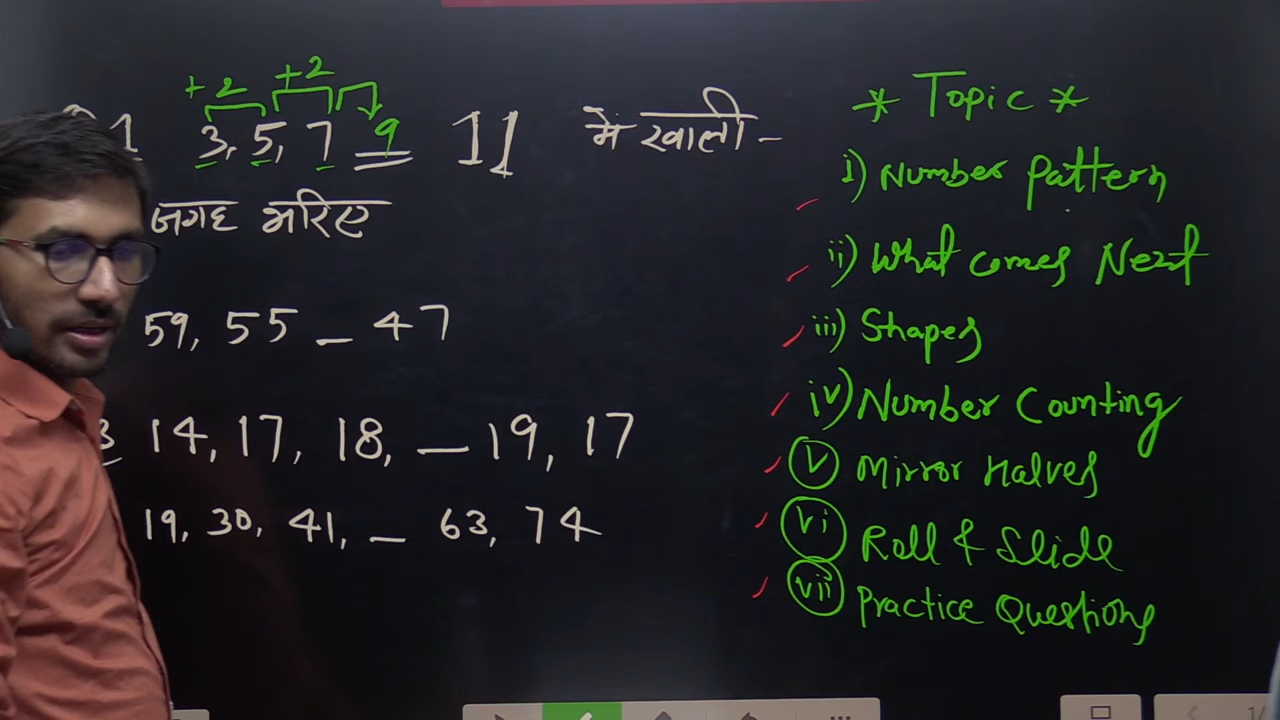 +2 +2
1 3, 5, 7 9 11 में खाली -
जगह भरिए
59, 55 _ 47
3 14, 17, 18, _ 19, 17
19, 30, 41, _ 63, 74
* Topic *
i) Number Pattern
ii) What comes Next
iii) Shapes
iv) Number Counting
v Mirror Halves
vi Roll & Slide
vii Practice Questions